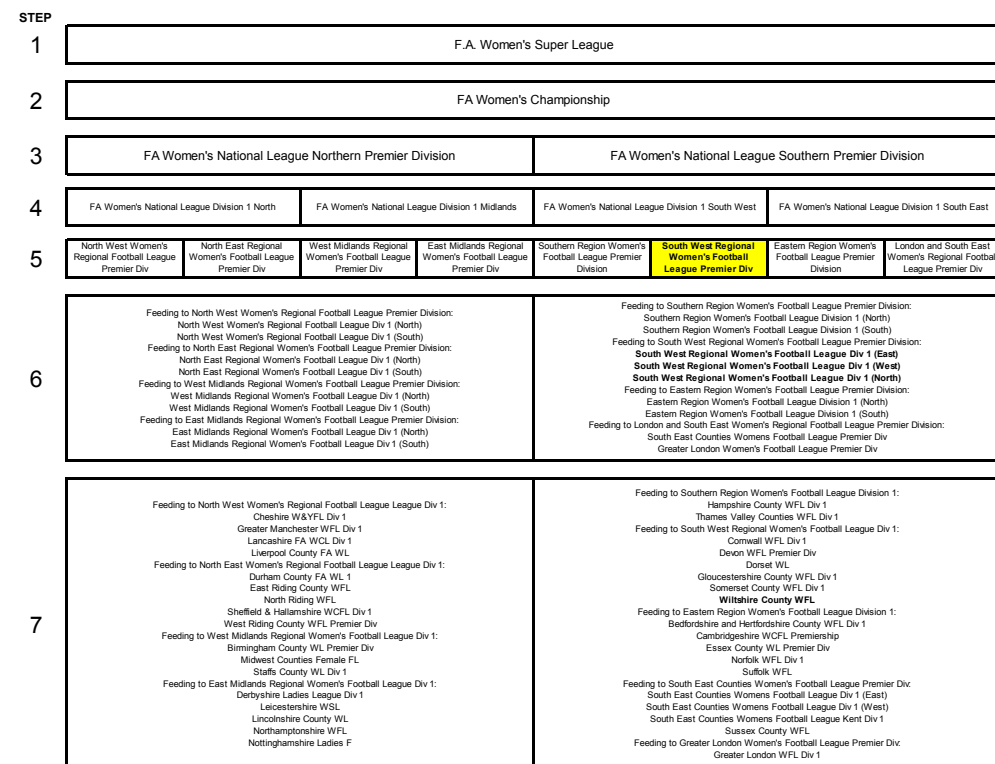 STEP
1
F.A. Women's Super League
2
FA Women's Championship
3
FA Women's National League Northern Premier Division
FA Women's National League Southern Premier Division
4
FA Women's National League Division 1 North
FA Women's National League Division 1 Midlands
FA Women's National League Division 1 South West
FA Women's National League Division 1 South East
5
North West Women's
Regional Football League
Premier Div
North East Regional
Women's Football League
Premier Div
West Midlands Regional
Women's Football League
Premier Div
East Midlands Regional
Women's Football League
Premier Div
Southern Region Women's
Football League Premier
Division
South West Regional
Women's Football
League Premier Div
Eastern Region Women's
Football League Premier
Division
London and South East
Women's Regional Football
League Premier Div
6
Feeding to North West Women's Regional Football League Premier Division:
North West Women's Regional Football League Div 1 (North)
North West Women's Regional Football League Div 1 (South)
Feeding to North East Regional Women's Football League Premier Division:
North East Regional Women's Football League Div 1 (North)
North East Regional Women's Football League Div 1 (South)
Feeding to West Midlands Regional Women's Football League Premier Division:
West Midlands Regional Women's Football League Div 1 (North)
West Midlands Regional Women's Football League Div 1 (South)
Feeding to East Midlands Regional Women's Football League Premier Division:
East Midlands Regional Women's Football League Div 1 (North)
East Midlands Regional Women's Football League Div 1 (South)
Feeding to Southern Region Women's Football League Premier Division:
Southern Region Women's Football League Division 1 (North)
Southern Region Women's Football League Division 1 (South)
Feeding to South West Regional Women's Football League Premier Division:
South West Regional Women's Football League Div 1 (East)
South West Regional Women's Football League Div 1 (West)
South West Regional Women's Football League Div 1 (North)
Feeding to Eastern Region Women's Football League Premier Division:
Eastern Region Women's Football League Division 1 (North)
Eastern Region Women's Football League Division 1 (South)
Feeding to London and South East Women's Regional Football League Premier Division:
South East Counties Womens Football League Premier Div
Greater London Women's Football League Premier Div
7
Feeding to North West Women's Regional Football League League Div 1:
Cheshire W&YFL Div 1
Greater Manchester WFL Div 1
Lancashire FA WCL Div 1
Liverpool County FA WL
Feeding to North East Women's Regional Football League League Div 1:
Durham County FA WL 1
East Riding County WFL
North Riding WFL
Sheffield & Hallamshire WCFL Div 1
West Riding County WFL Premier Div
Feeding to West Midlands Regional Women's Football League Div 1:
Birmingham County WL Premier Div
Midwest Counties Female FL
Staffs County WL Div 1
Feeding to East Midlands Regional Women's Football League Div 1:
Derbyshire Ladies League Div 1
Leicestershire WSL
Lincolnshire County WL
Northamptonshire WFL
Nottinghamshire Ladies F
Feeding to Southern Region Women's Football League Division 1:
Hampshire County WFL Div 1
Thames Valley Counties WFL Div 1
Feeding to South West Regional Women's Football League Div 1:
Cornwall WFL Div 1
Devon WFL Premier Div
Dorset WL
Gloucestershire County WFL Div 1
Somerset County WFL Div 1
Wiltshire County WFL
Feeding to Eastern Region Women's Football League Division 1:
Bedfordshire and Hertfordshire County WFL Div 1
Cambridgeshire WCFL Premiership
Essex County WL Premier Div
Norfolk WFL Div 1
Suffolk WFL
Feeding to South East Counties Women's Football League Premier Div:
South East Counties Womens Football League Div 1 (East)
South East Counties Womens Football League Div 1 (West)
South East Counties Womens Football League Kent Div 1
Sussex County WFL
Feeding to Greater London Women's Football League Premier Div:
Greater London WFL Div 1